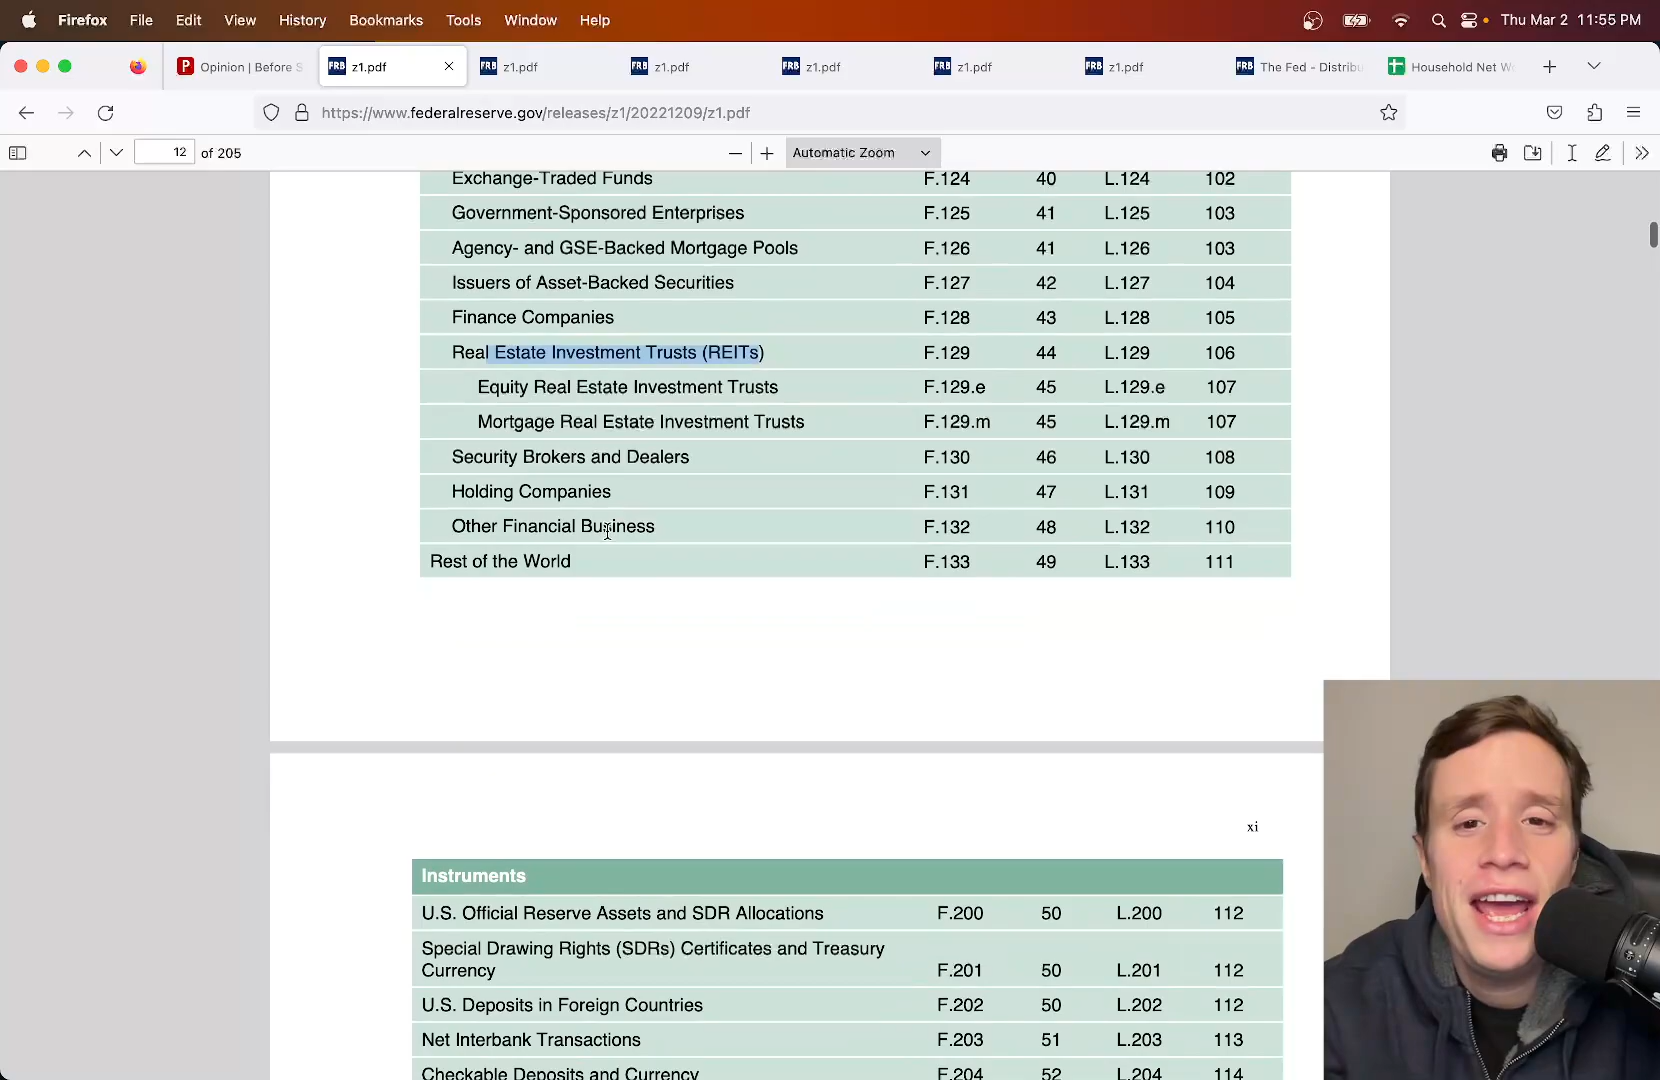 Firefox File Edit View History Bookmarks Tools Window Help Thu Mar 2 11:55 PM
Opinion | Before S z1.pdf z1.pdf z1.pdf z1.pdf z1.pdf z1.pdf The Fed - Distribu Household Net W
https://www.federalreserve.gov/releases/z1/20221209/z1.pdf
12 of 205 Automatic Zoom
Exchange-Traded Funds F.124 40 L.124 102
Government-Sponsored Enterprises F.125 41 L.125 103
Agency- and GSE-Backed Mortgage Pools F.126 41 L.126 103
Issuers of Asset-Backed Securities F.127 42 L.127 104
Finance Companies F.128 43 L.128 105
Real Estate Investment Trusts (REITs) F.129 44 L.129 106
Equity Real Estate Investment Trusts F.129.e 45 L.129.e 107
Mortgage Real Estate Investment Trusts F.129.m 45 L.129.m 107
Security Brokers and Dealers F.130 46 L.130 108
Holding Companies F.131 47 L.131 109
Other Financial Business F.132 48 L.132 110
Rest of the World F.133 49 L.133 111
xi
Instruments
U.S. Official Reserve Assets and SDR Allocations F.200 50 L.200 112
Special Drawing Rights (SDRs) Certificates and Treasury
Currency F.201 50 L.201 112
U.S. Deposits in Foreign Countries F.202 50 L.202 112
Net Interbank Transactions F.203 51 L.203 113
Checkable Deposits and Currency F.204 52 L.204 114